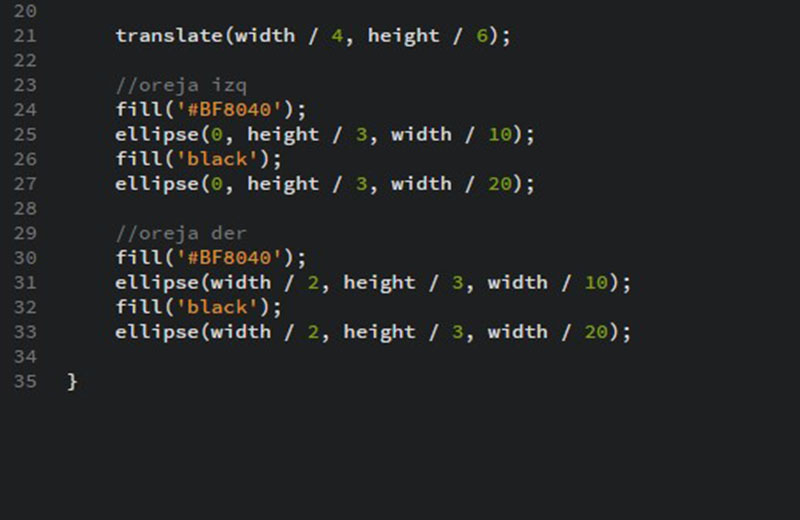 20
21 translate(width / 4, height / 6);
22
23 //oreja izq
24 fill('#BF8040');
25 ellipse(0, height / 3, width / 10);
26 fill('black');
27 ellipse(0, height / 3, width / 20);
28
29 //oreja der
30 fill('#BF8040');
31 ellipse(width / 2, height / 3, width / 10);
32 fill('black');
33 ellipse(width / 2, height / 3, width / 20);
34
35 }